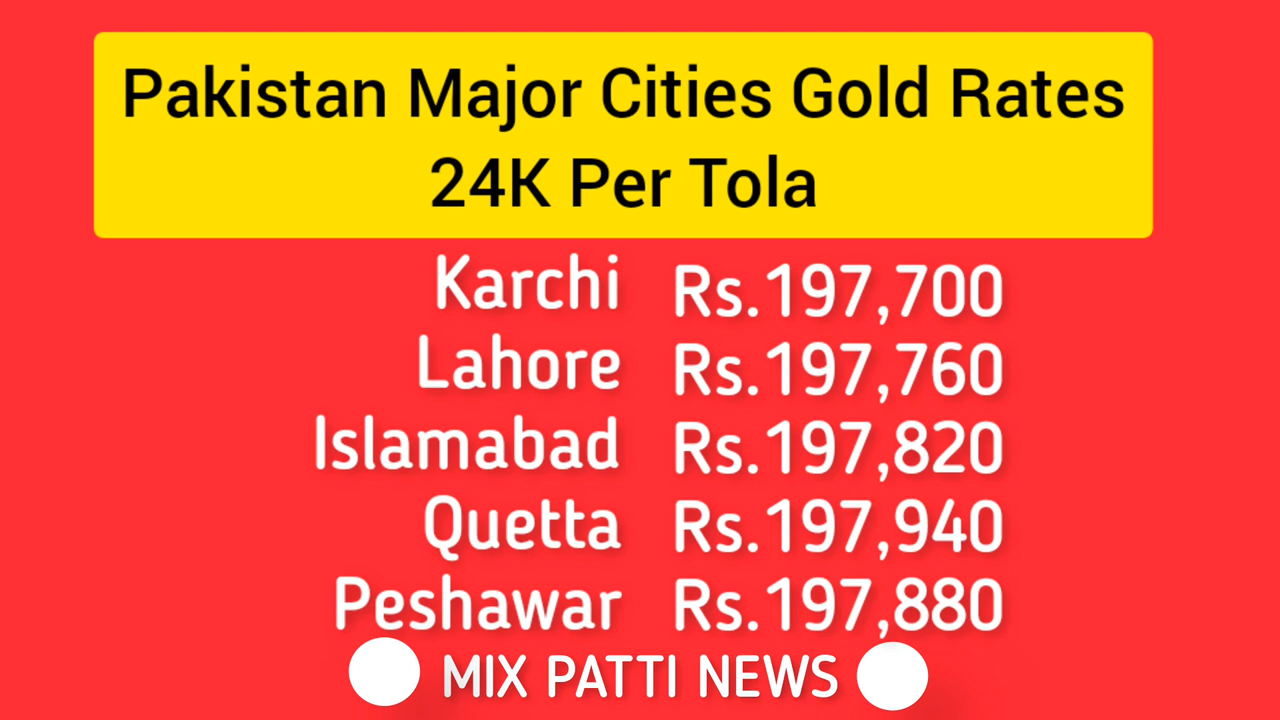 Pakistan Major Cities Gold Rates
24K Per Tola
Karchi Rs.197,700
Lahore Rs.197,760
Islamabad Rs.197,820
Quetta Rs.197,940
Peshawar Rs.197,880
MIX PATTI NEWS